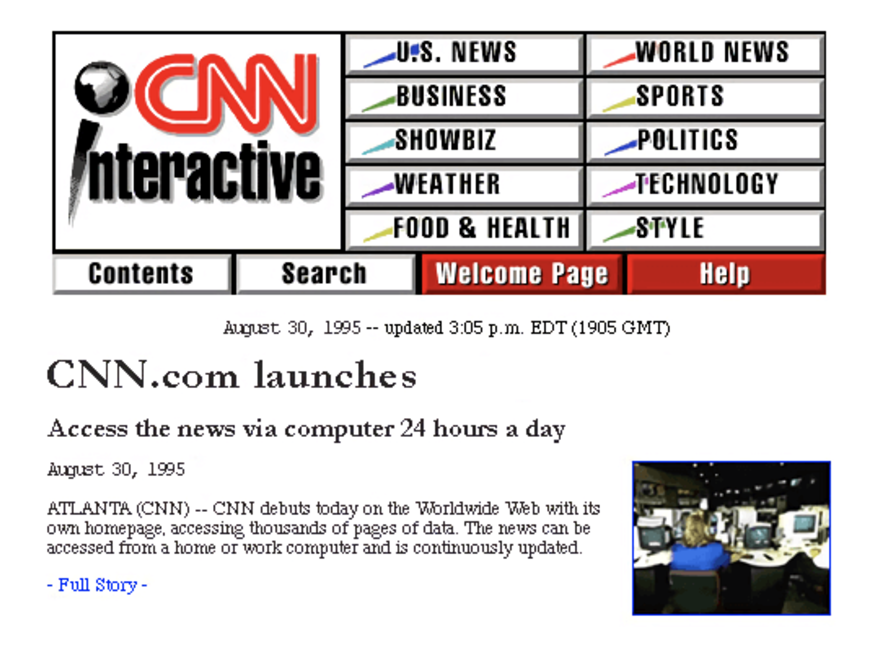 CNN
interactive
U.S. NEWS
WORLD NEWS
BUSINESS
SPORTS
SHOWBIZ
POLITICS
WEATHER
TECHNOLOGY
FOOD & HEALTH
STYLE
Contents
Search
Welcome Page
Help
August 30, 1995 -- updated 3:05 p.m. EDT (1905 GMT)
CNN.com launches
Access the news via computer 24 hours a day
August 30, 1995
ATLANTA (CNN) -- CNN debuts today on the Worldwide Web with its
own homepage, accessing thousands of pages of data. The news can be
accessed from a home or work computer and is continuously updated.
- Full Story -